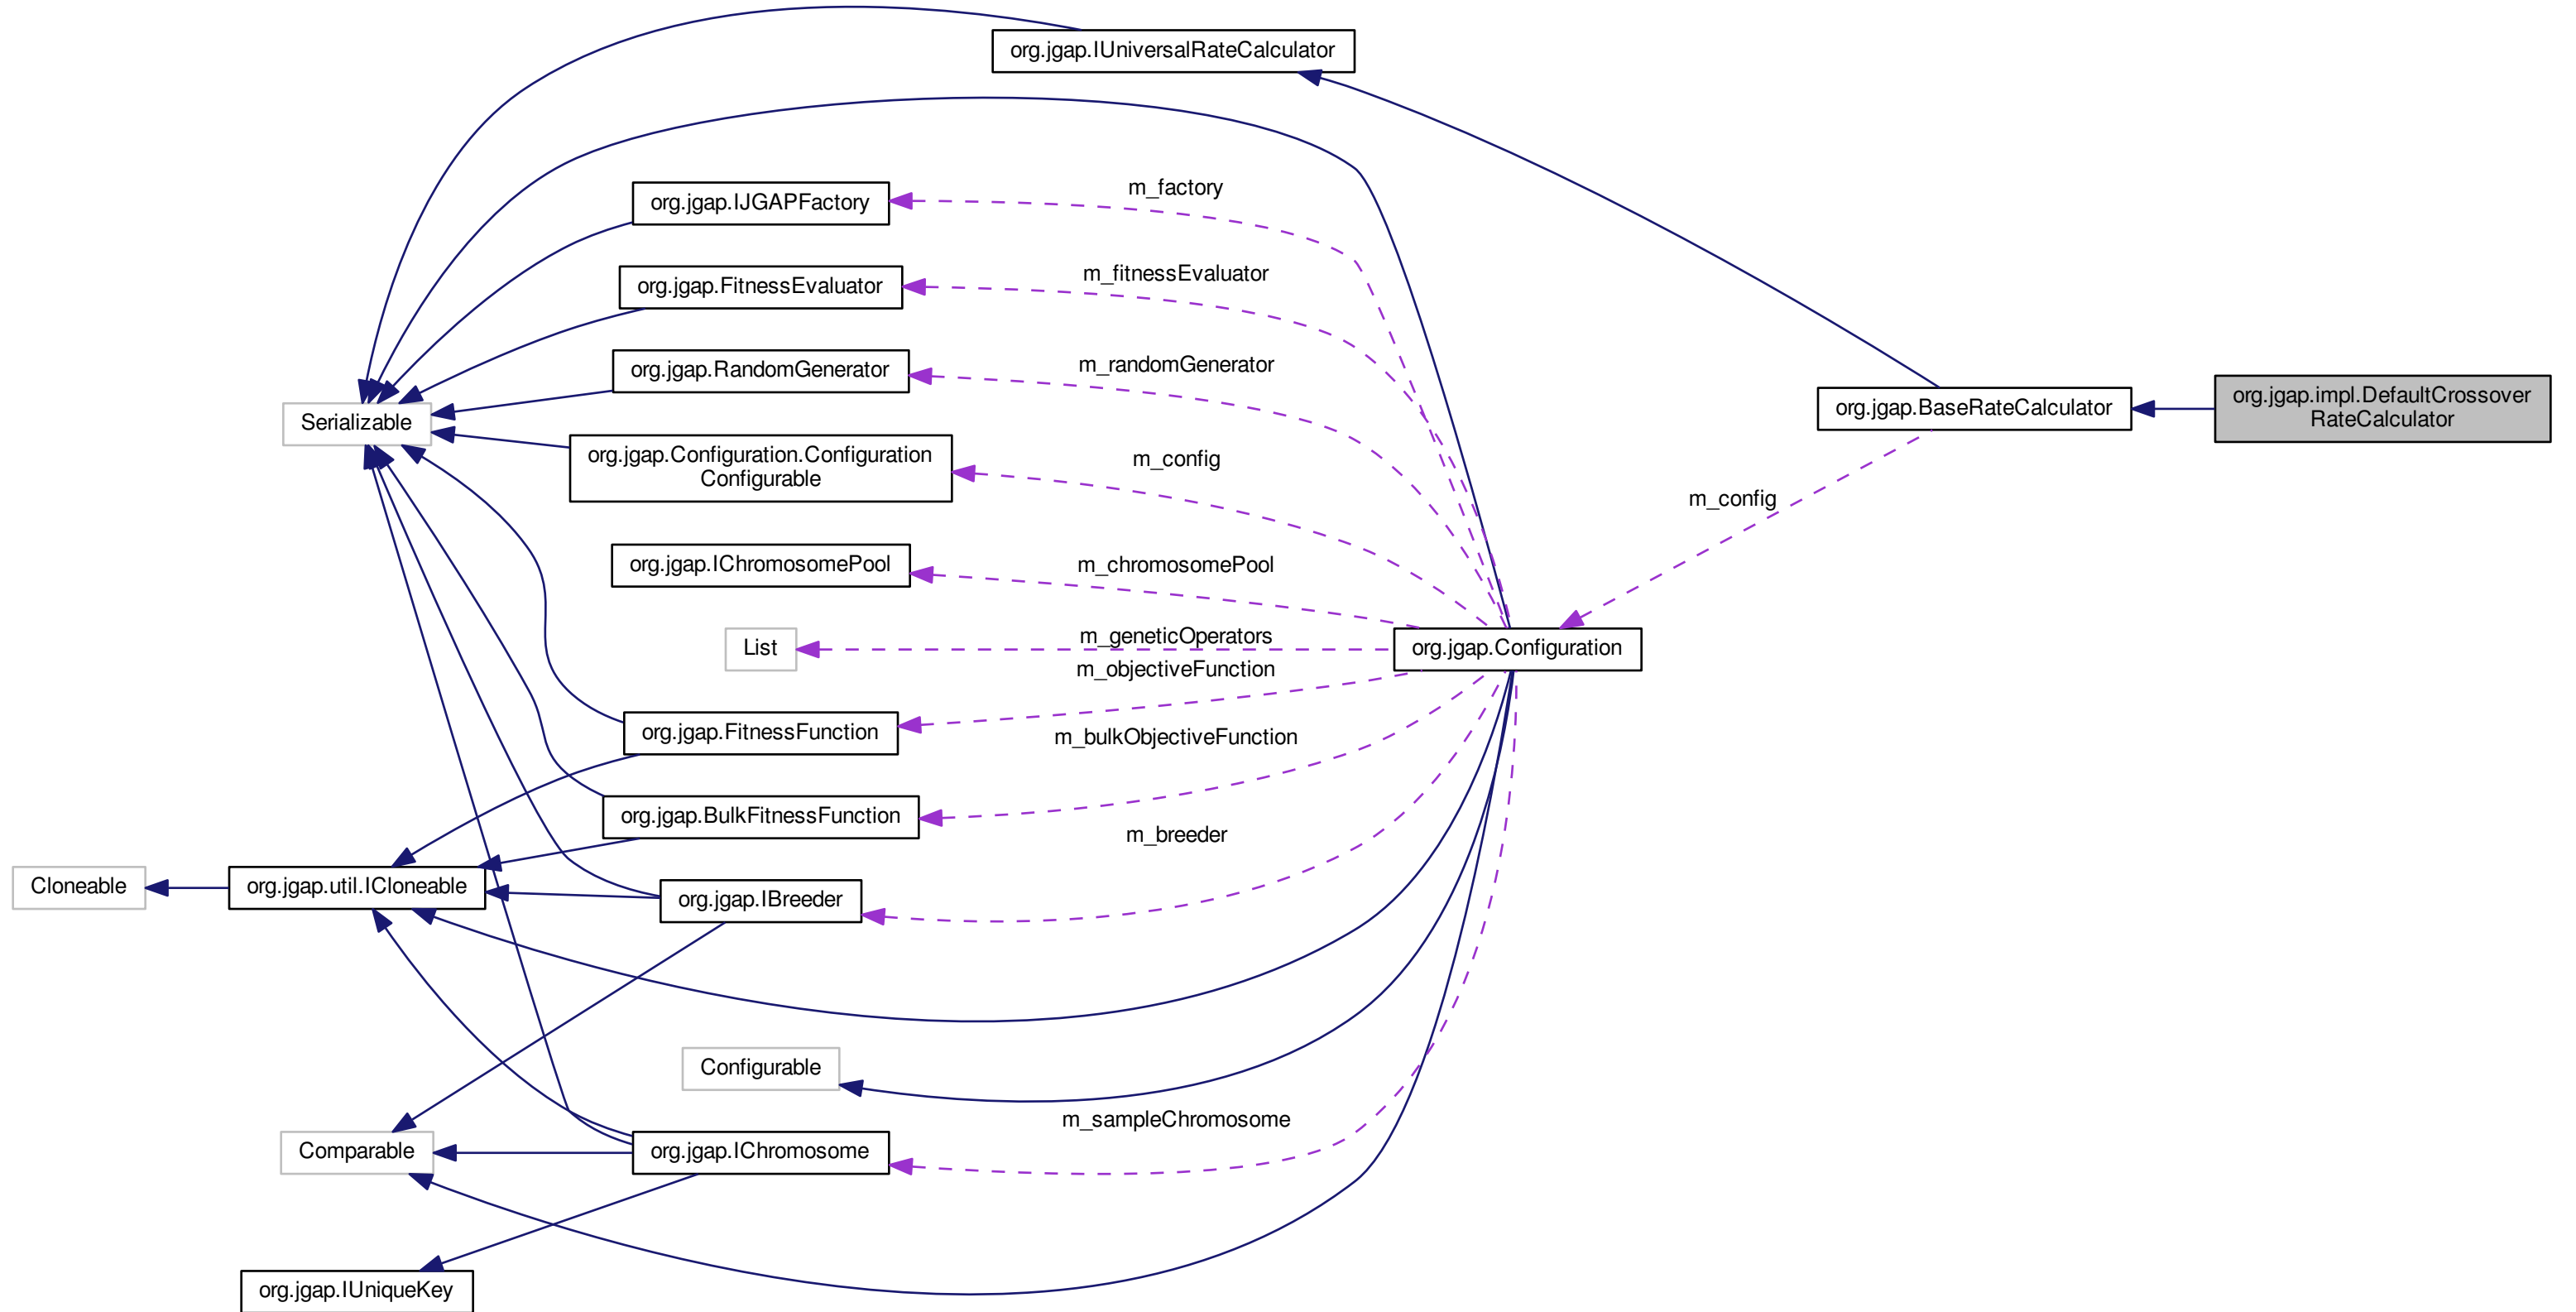 org.jgap.IUniversalRateCalculator
org.jgap.IJGAPFactory
m_factory
org.jgap.FitnessEvaluator
m_fitnessEvaluator
org.jgap.RandomGenerator
m_randomGenerator
Serializable
org.jgap.Configuration.Configuration
Configurable
m_config
org.jgap.BaseRateCalculator
org.jgap.impl.DefaultCrossover
RateCalculator
m_config
org.jgap.IChromosomePool
m_chromosomePool
List
m_geneticOperators
org.jgap.Configuration
m_objectiveFunction
org.jgap.FitnessFunction
m_bulkObjectiveFunction
org.jgap.BulkFitnessFunction
m_breeder
Cloneable
org.jgap.util.ICloneable
org.jgap.IBreeder
Configurable
m_sampleChromosome
Comparable
org.jgap.IChromosome
org.jgap.IUniqueKey